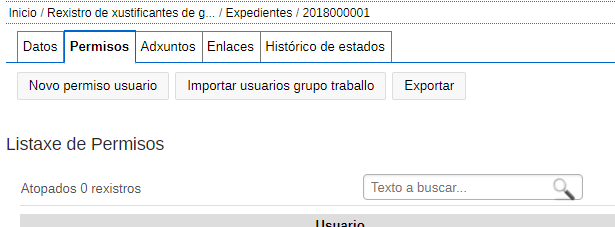 Inicio / Rexistro de xustificantes de g... / Expedientes / 2018000001
Datos Permisos Adxuntos Enlaces Histórico de estados
Novo permiso usuario Importar usuarios grupo traballo Exportar
Listaxe de Permisos
Atopados 0 rexistros Texto a buscar...
Usuario